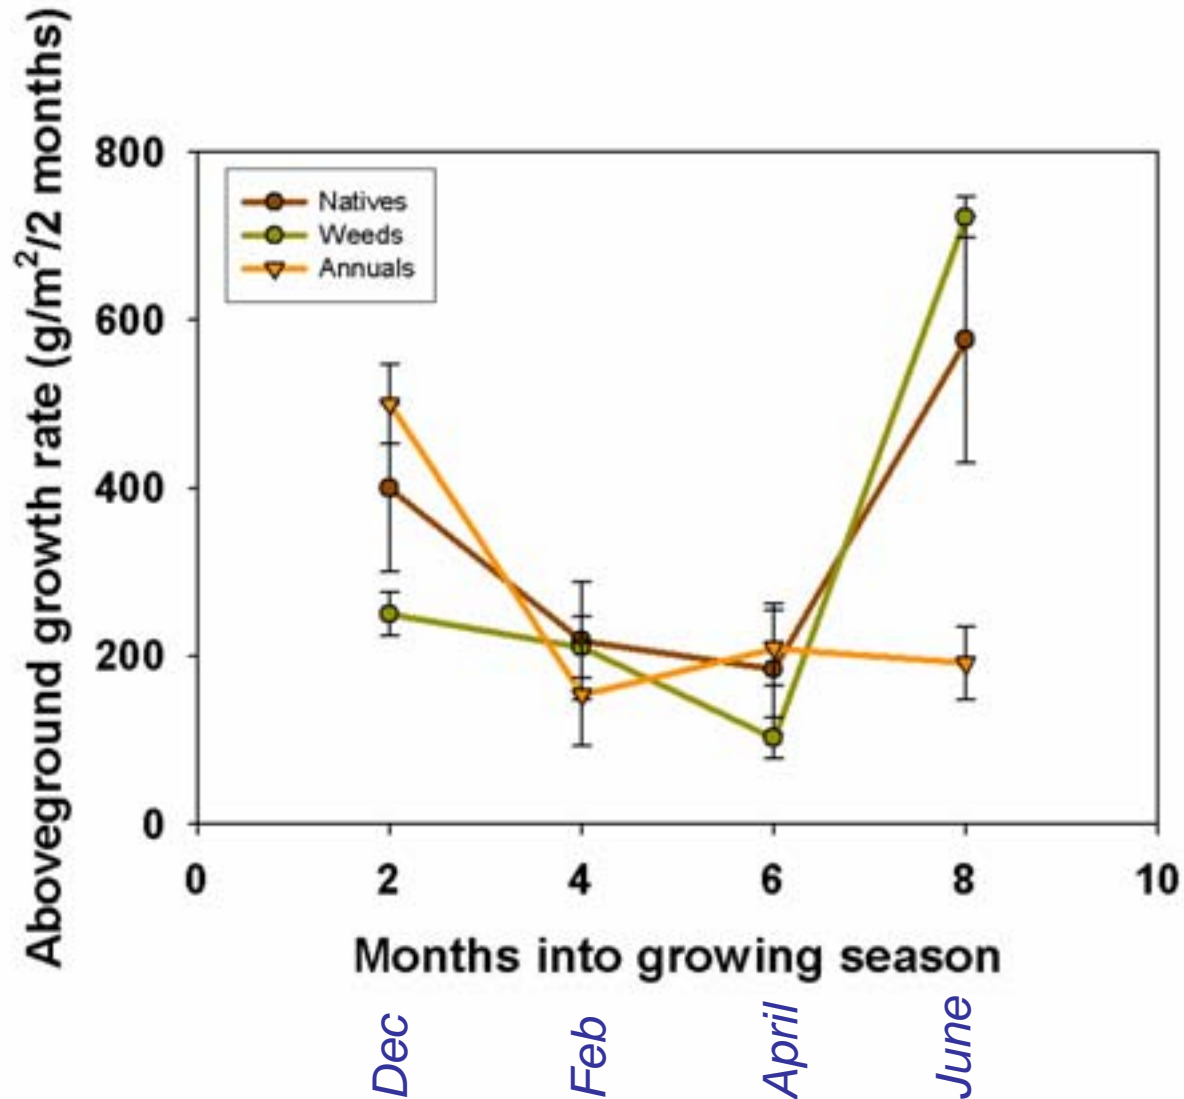 Aboveground growth rate (g/m²/2 months)
800
600
400
200
0
Natives
Weeds
Annuals
0 2 4 6 8 10
Months into growing season
Dec Feb April June